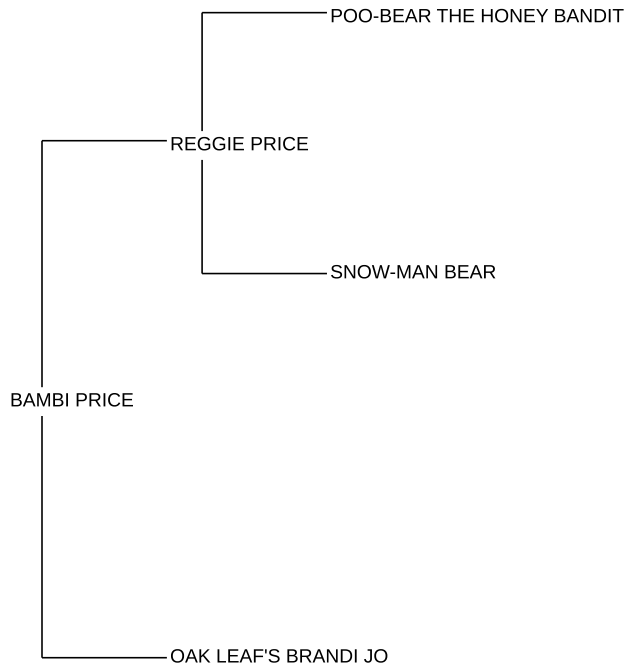 POO-BEAR THE HONEY BANDIT
REGGIE PRICE
SNOW-MAN BEAR
BAMBI PRICE
OAK LEAF'S BRANDI JO